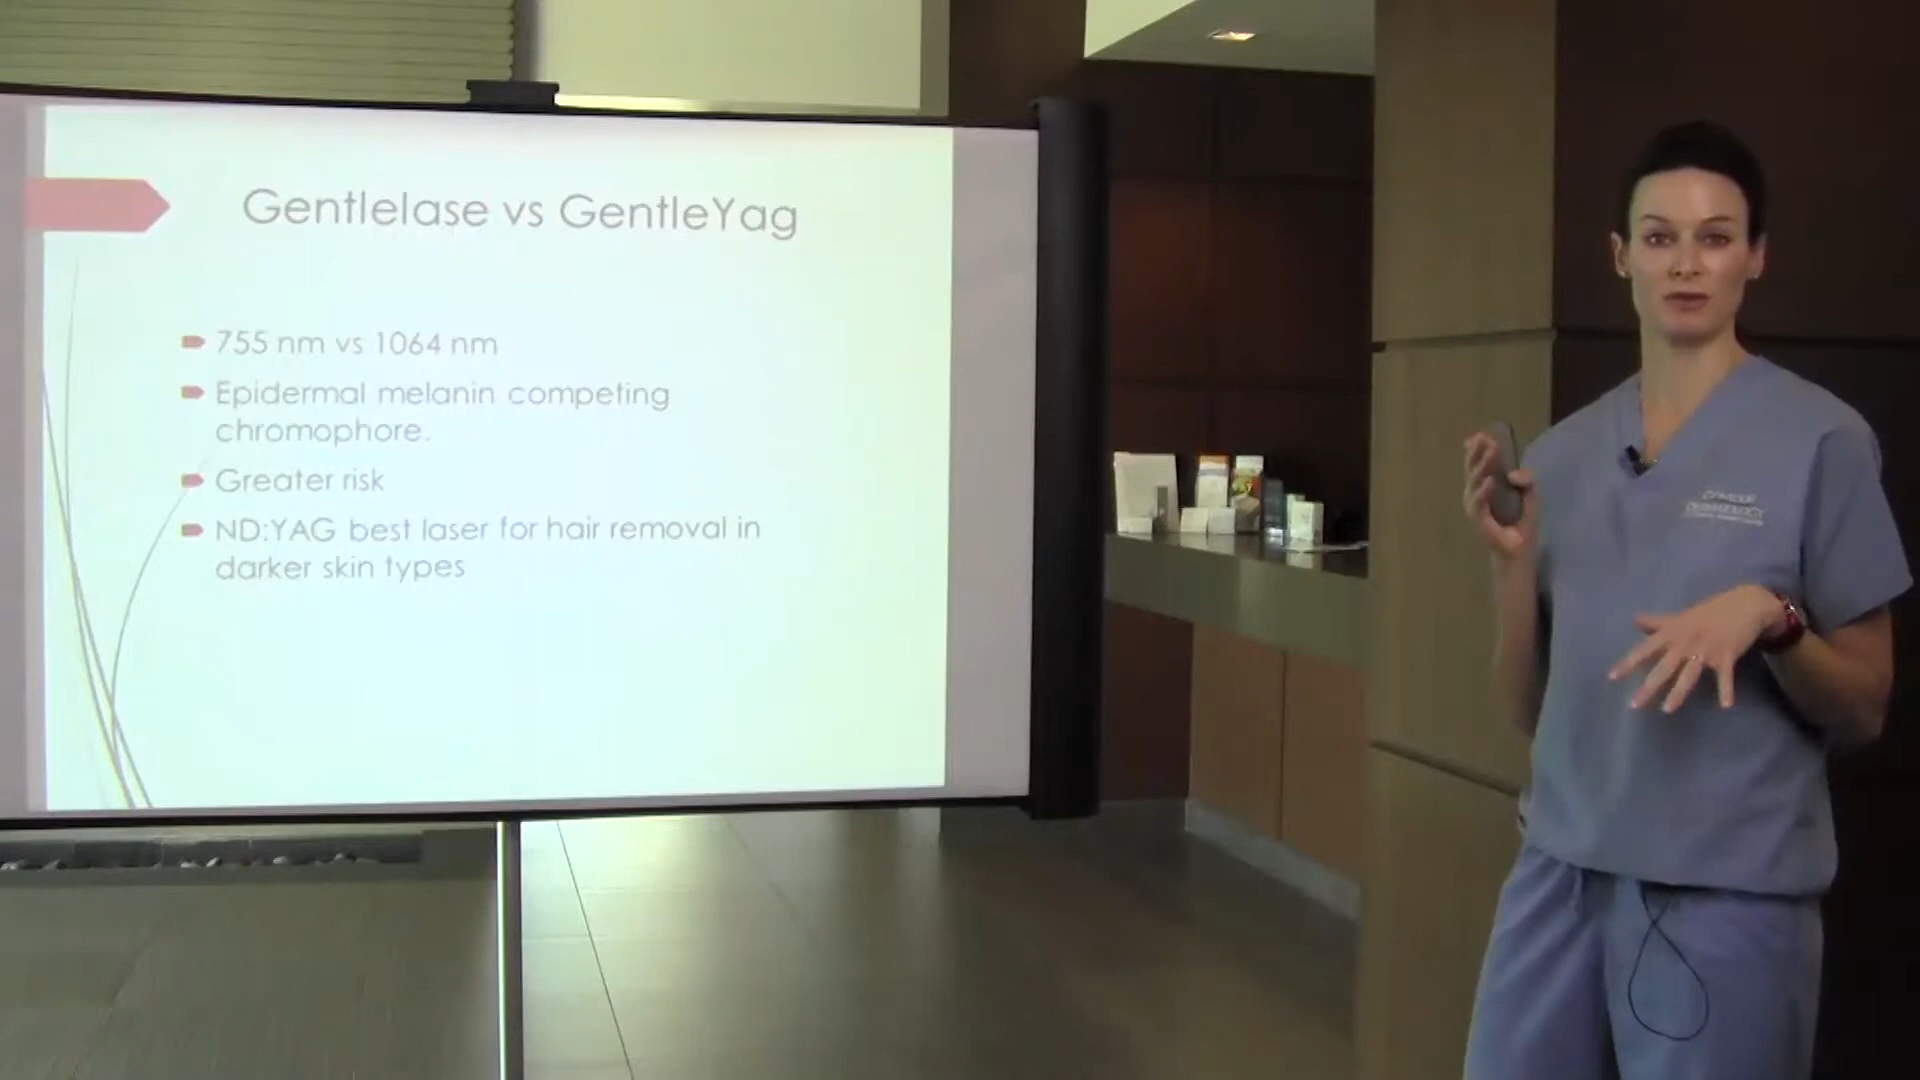 Gentlelase vs GentleYag
755 nm vs 1064 nm
Epidermal melanin competing
chromophore.
Greater risk
ND:YAG best laser for hair removal in
darker skin types
DERMATOLOGY